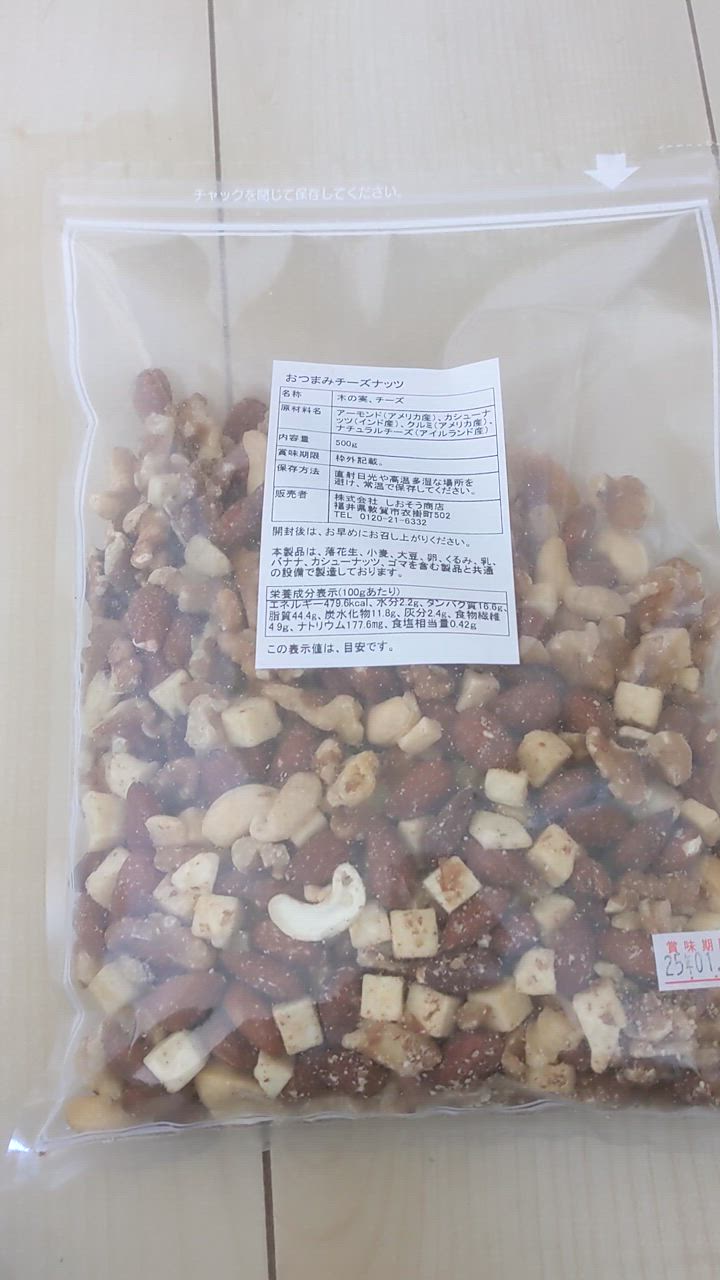 チャックを閉じて保存してください。
おつまみチーズナッツ
名称 木の実、チーズ
原材料名 アーモンド(アメリカ産)、カシューナ
ッツ(インド産)、クルミ(アメリカ産)、
ナチュラルチーズ(アイルランド産)
内容量 500g
賞味期限 枠外記載。
保存方法 直射日光や高温多湿な場所を
避け、常温で保存してください。
販売者 株式会社 しおそう商店
福井県敦賀市衣掛町502
TEL 0120-21-6332
開封後は、お早めにお召し上がりください。
本製品は、落花生、小麦、大豆、卵、くるみ、乳、
バナナ、カシューナッツ、ゴマを含む製品と共通
の設備で製造しております。
栄養成分表示(100gあたり)
エネルギー479.6kcal、水分2.2g、タンパク質16.6g、
脂質44.4g、炭水化物11.8g、灰分2.4g、食物繊維
4.9g、ナトリウム177.6mg、食塩相当量0.42g
この表示値は、目安です。
賞味期
25年01.